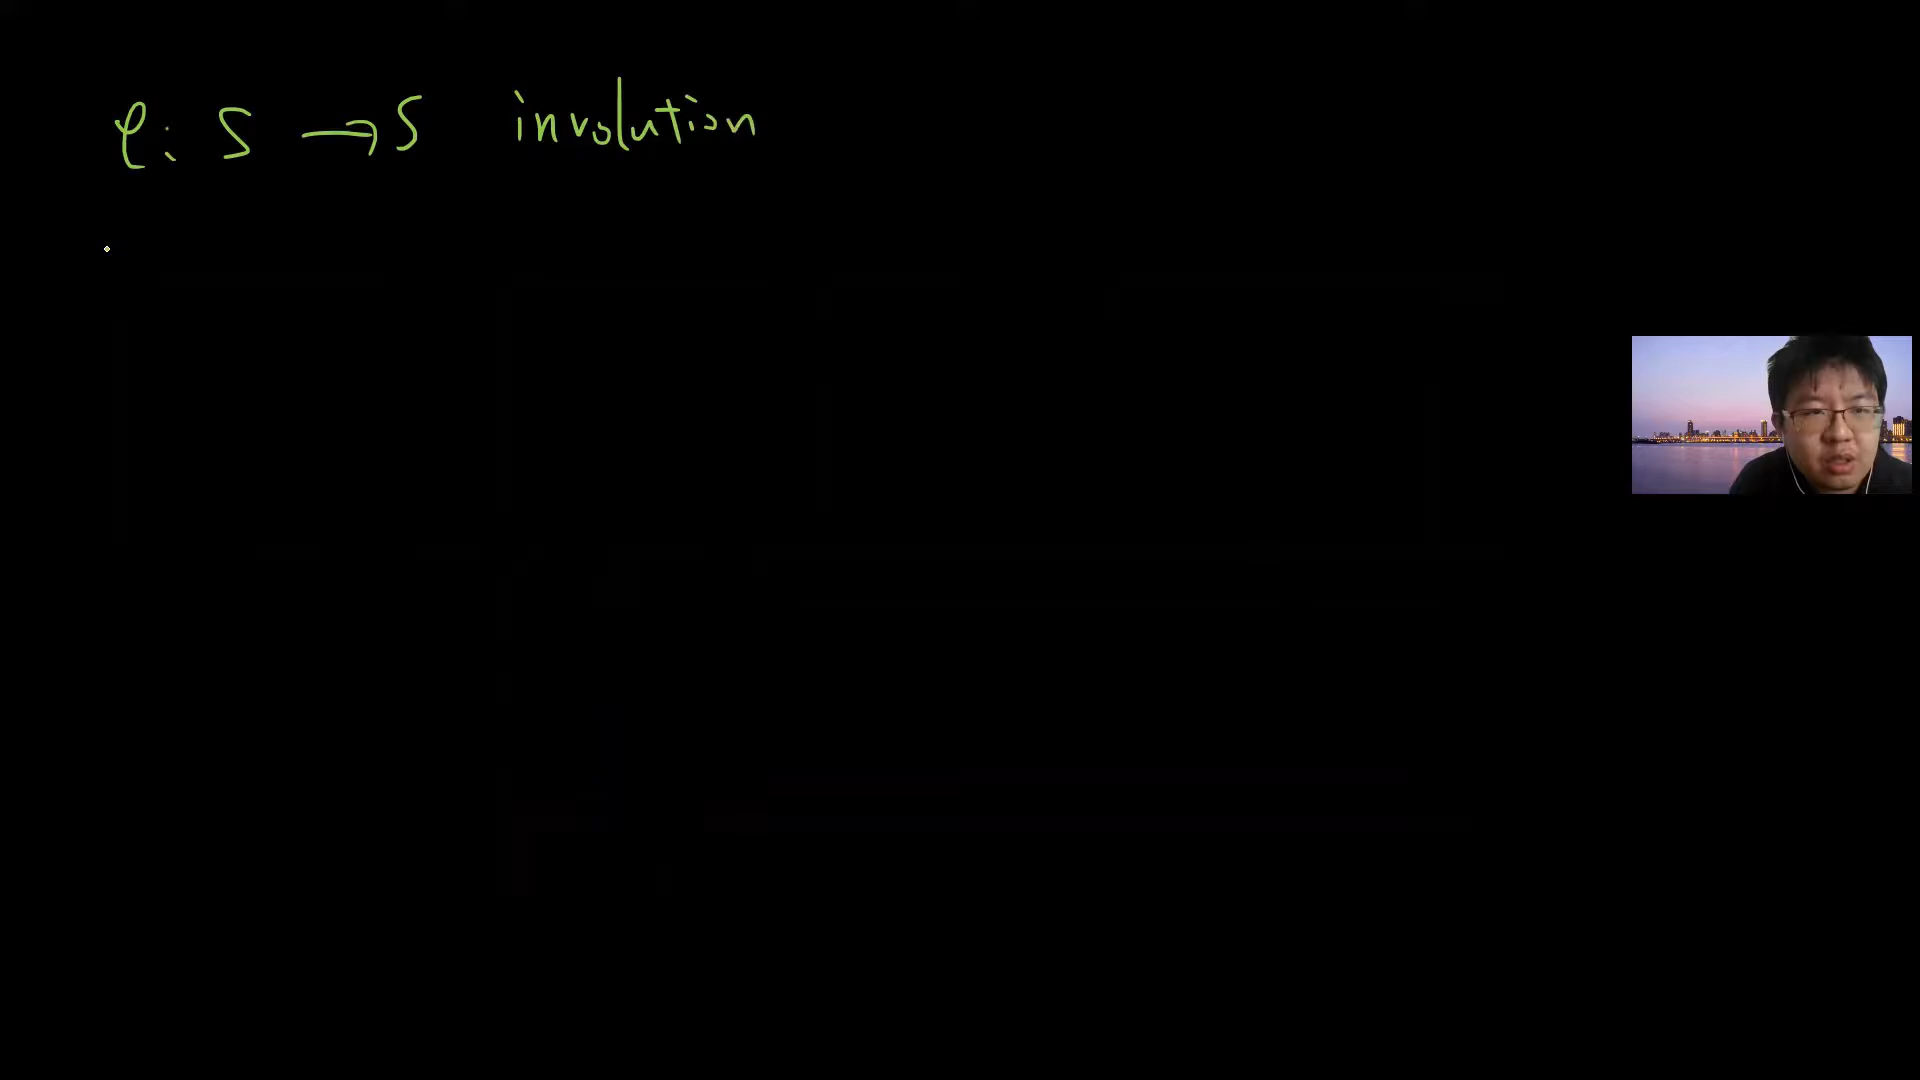 φ: S → S involution